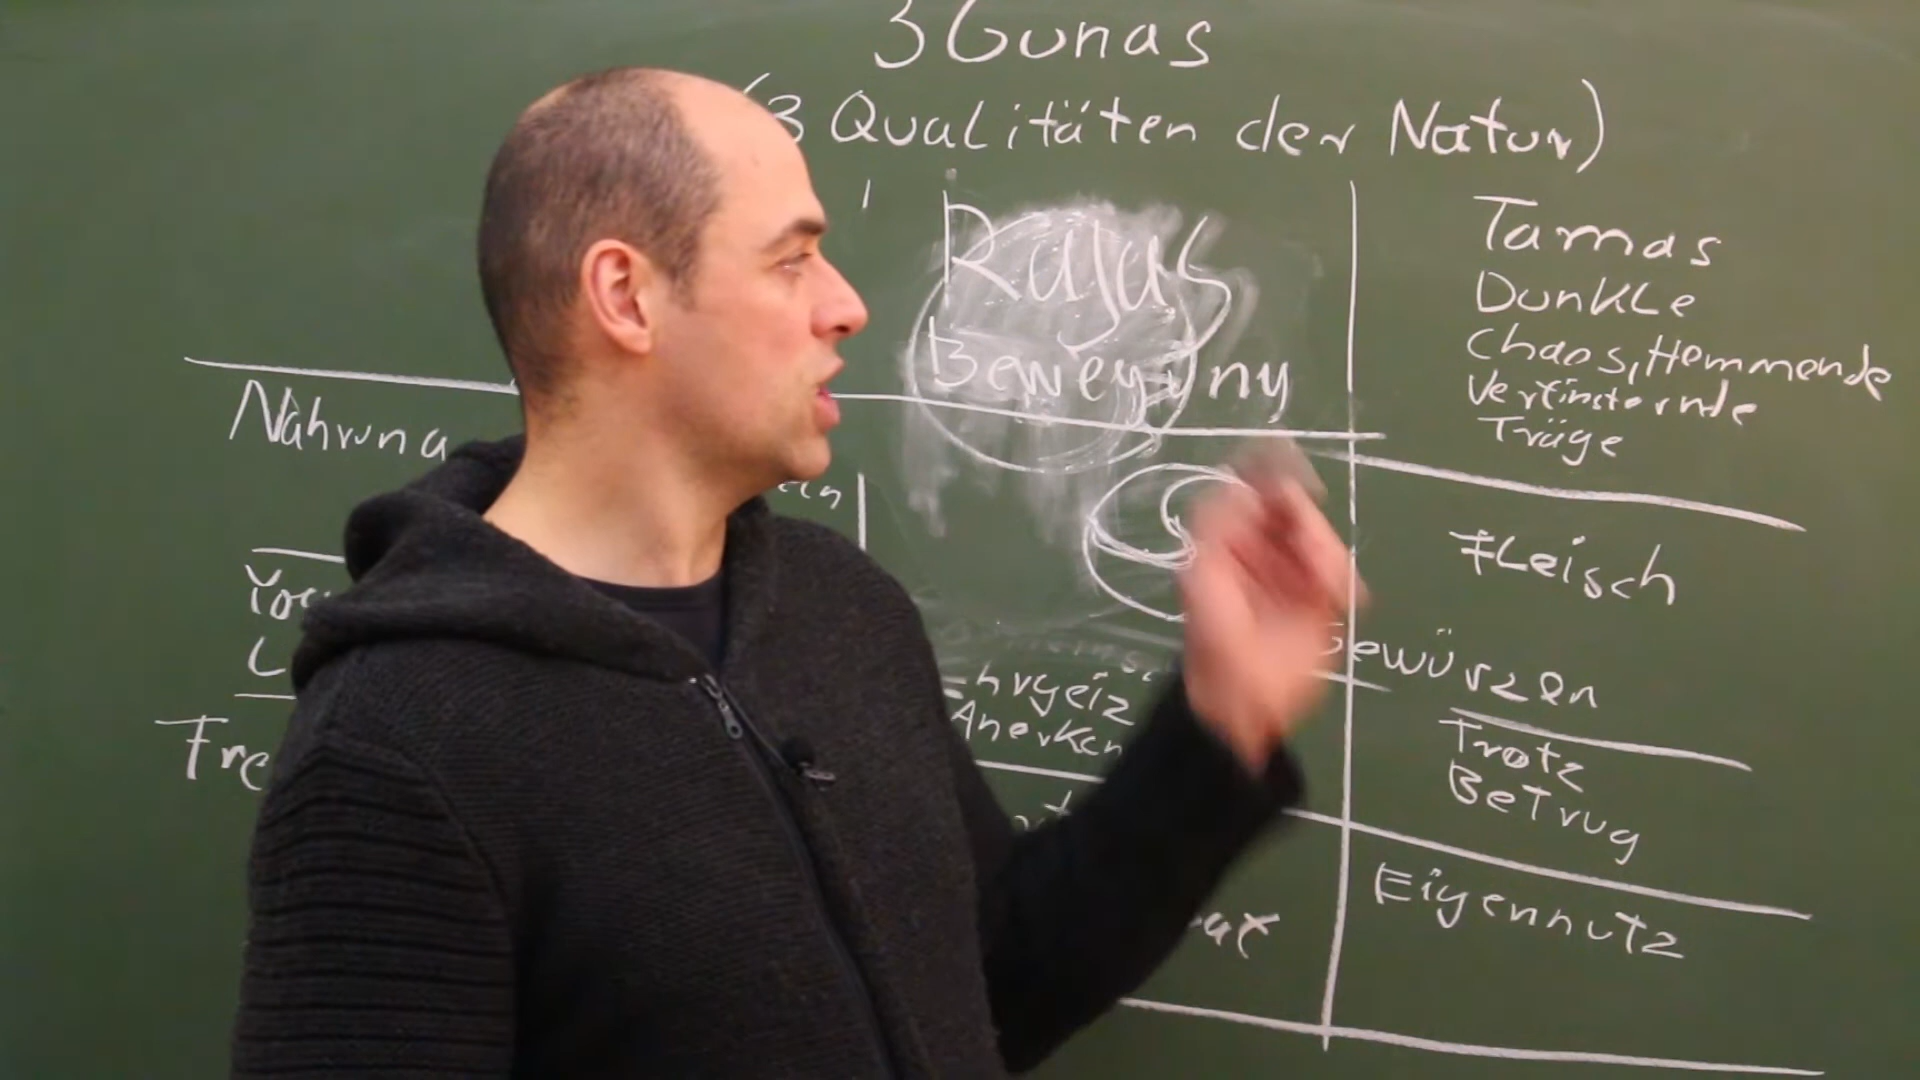 3 Gunas
(3 Qualitäten der Natur)
Rajas
Bewegung
Tamas
Dunkle
Chaos, Hemmende
Verfinsternde
Träge
Nahrung
Fleisch
Gewürzen
Ehrgeiz
Anerken
Trotz
Betrug
Eigennutz